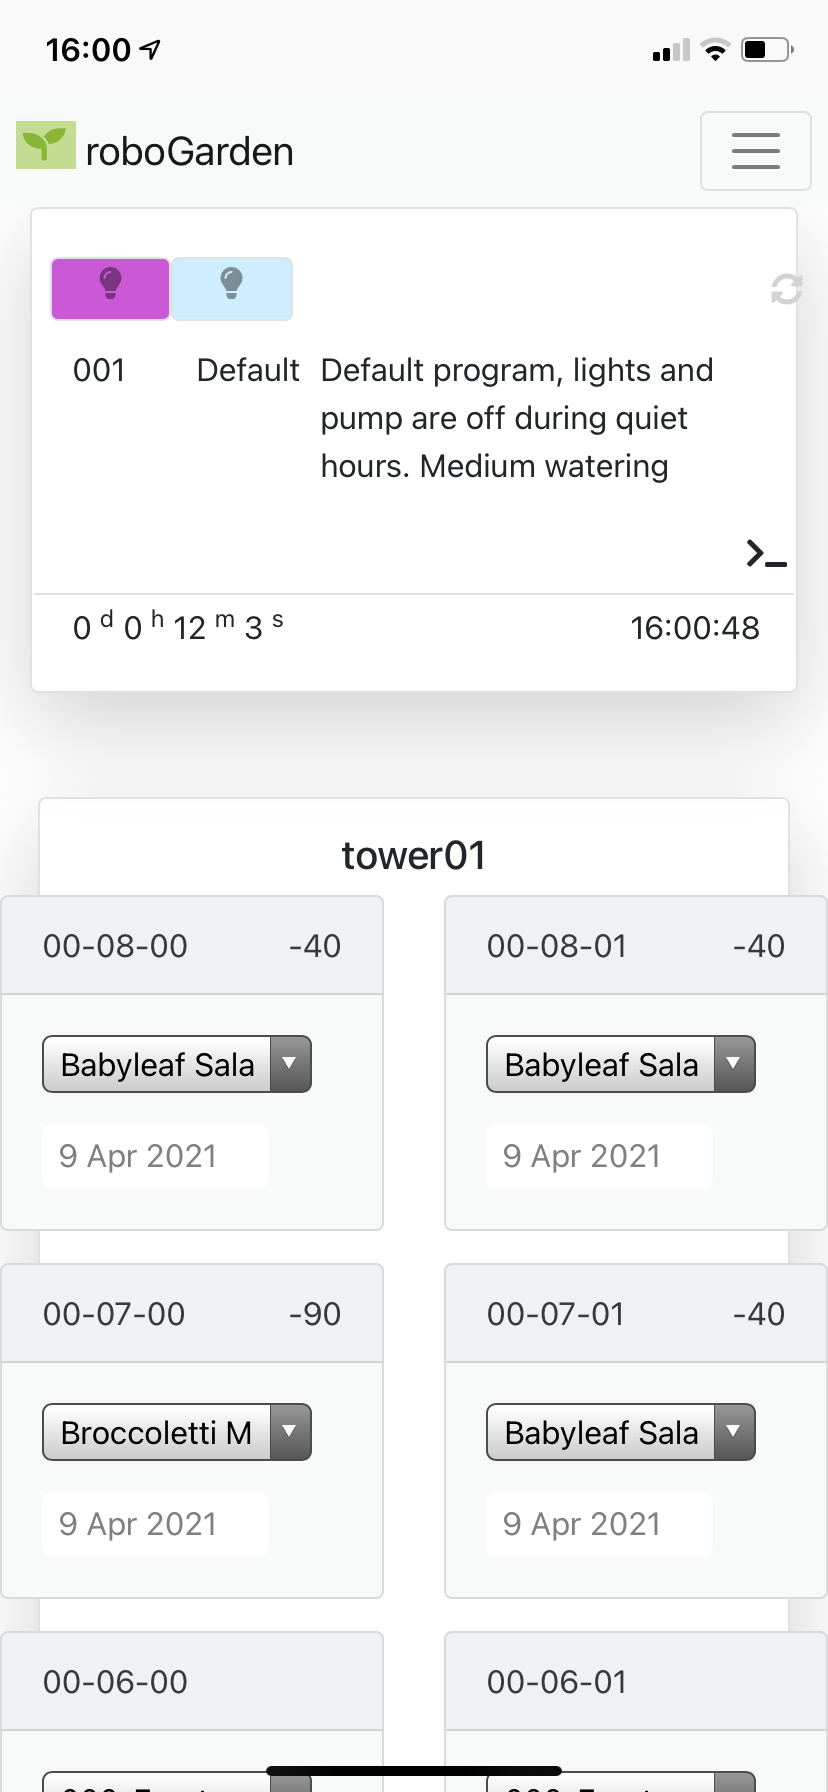 16:00
roboGarden
001 Default Default program, lights and
pump are off during quiet
hours. Medium watering
>_
0 d 0 h 12 m 3 s 16:00:48
tower01
00-08-00 -40 00-08-01 -40
Babyleaf Sala Babyleaf Sala
9 Apr 2021 9 Apr 2021
00-07-00 -90 00-07-01 -40
Broccoletti M Babyleaf Sala
9 Apr 2021 9 Apr 2021
00-06-00 00-06-01